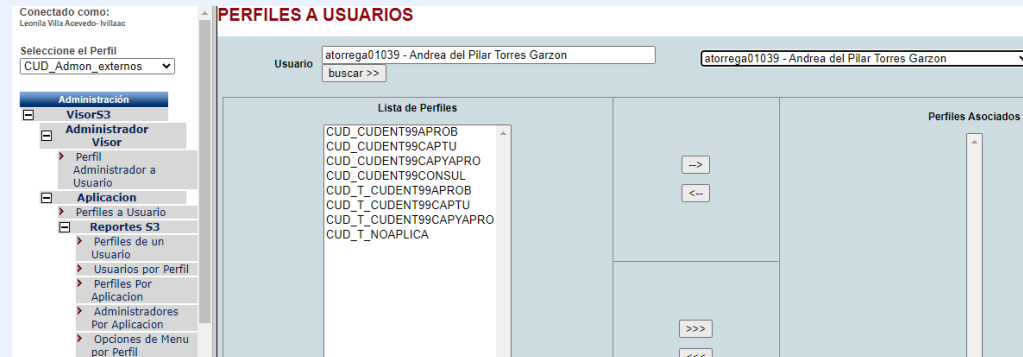 Conectado como:
Leonila Villa Acevedo- lvillaac
Seleccione el Perfil
CUD_Admon_externos
Administración
VisorS3
Administrador
Visor
Perfil
Administrador a
Usuario
Aplicacion
Perfiles a Usuario
Reportes S3
Perfiles de un
Usuario
Usuarios por Perfil
Perfiles Por
Aplicacion
Administradores
Por Aplicacion
Opciones de Menu
por Perfil
PERFILES A USUARIOS
Usuario
atorrega01039 - Andrea del Pilar Torres Garzon
buscar >>
atorrega01039 - Andrea del Pilar Torres Garzon
Lista de Perfiles
CUD_CUDENT99APROB
CUD_CUDENT99CAPTU
CUD_CUDENT99CAPYAPRO
CUD_CUDENT99CONSUL
CUD_T_CUDENT99APROB
CUD_T_CUDENT99CAPTU
CUD_T_CUDENT99CAPYAPRO
CUD_T_NOAPLICA
-->
<--
>>>
<<<
Perfiles Asociados